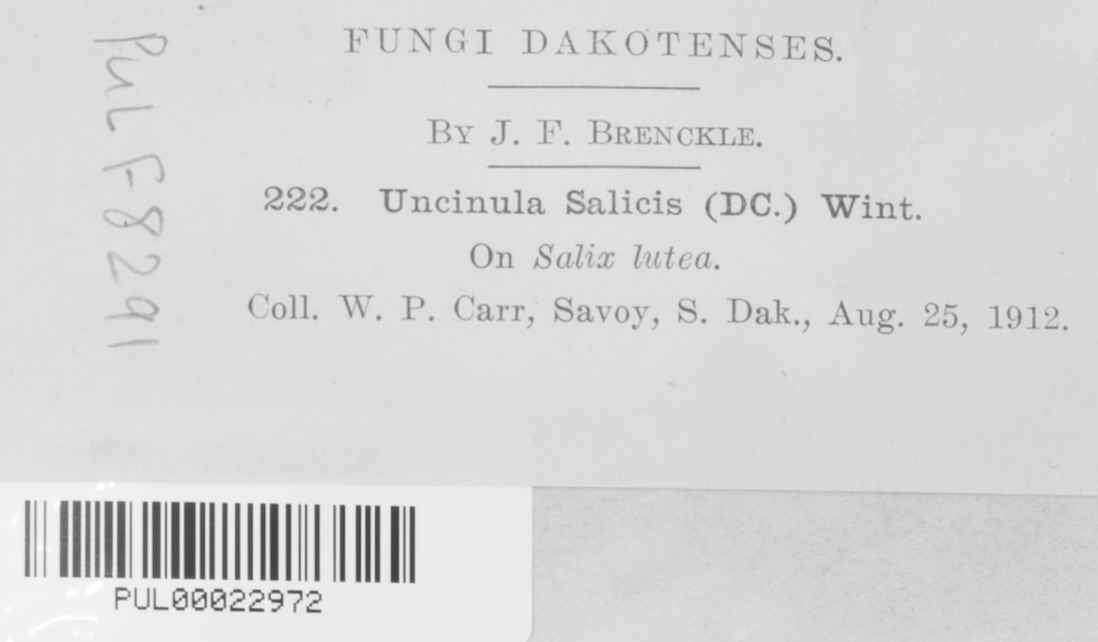 FUNGI DAKOTENSES.
BY J. F. BRENCKLE.
222. Uncinula Salicis (DC.) Wint.
On Salix lutea.
Coll. W. P. Carr, Savoy, S. Dak., Aug. 25, 1912.
PUL F8291
PUL00022972